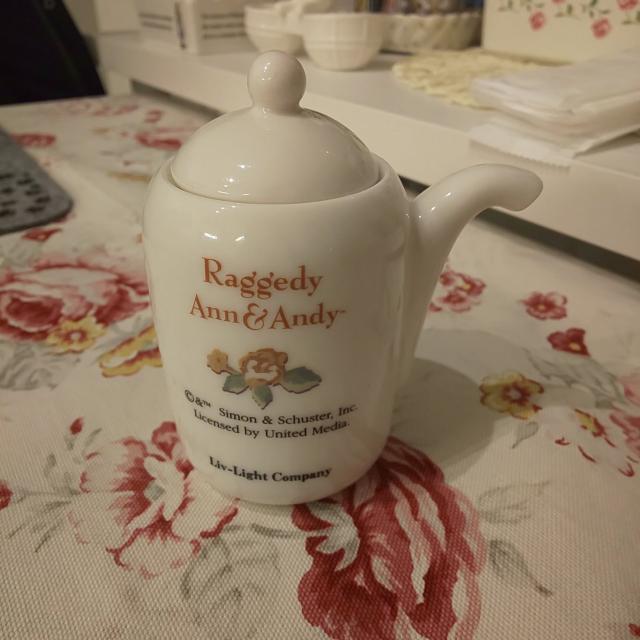 Raggedy
Ann & Andy™
©&™ Simon & Schuster, Inc.
Licensed by United Media.
Liv-Light Company